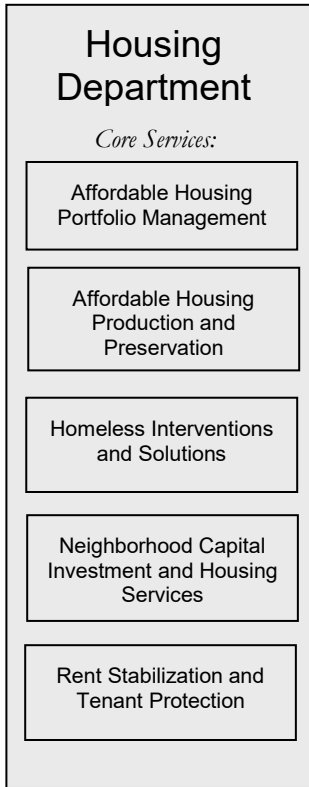 Housing
Department
Core Services:
Affordable Housing
Portfolio Management
Affordable Housing
Production and
Preservation
Homeless Interventions
and Solutions
Neighborhood Capital
Investment and Housing
Services
Rent Stabilization and
Tenant Protection